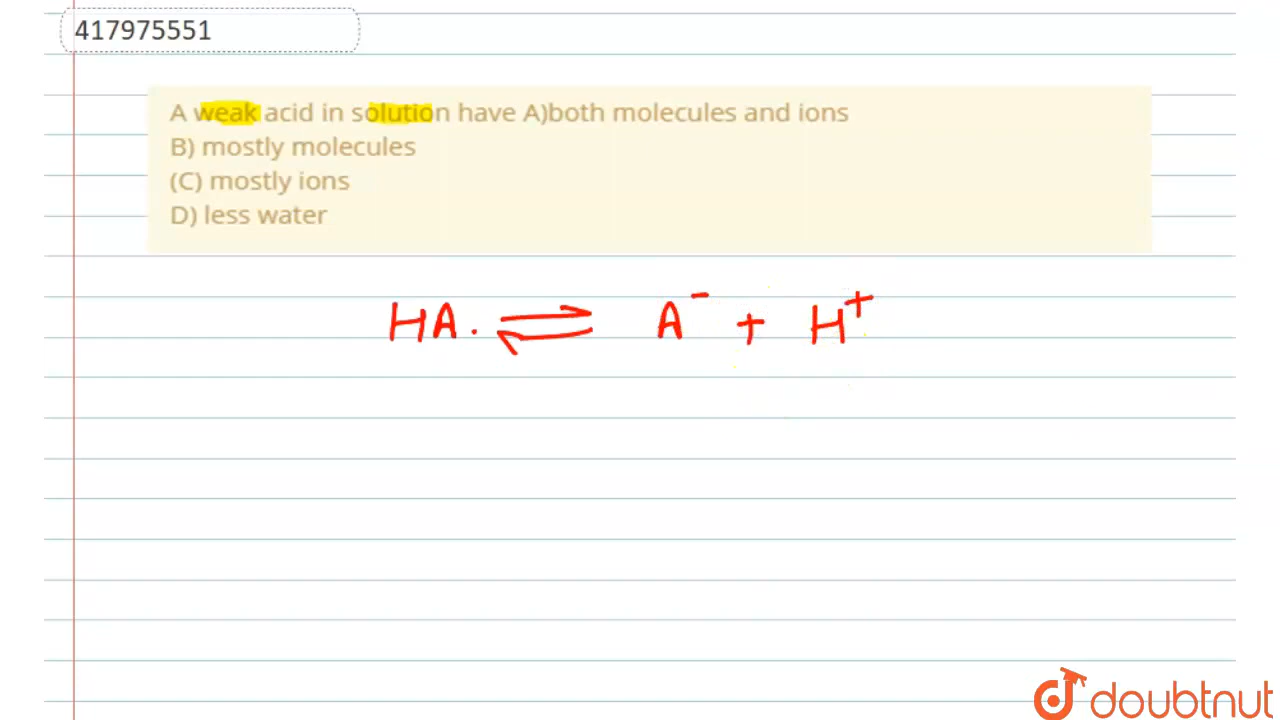 417975551
A weak acid in solution have A)both molecules and ions
B) mostly molecules
(C) mostly ions
D) less water
HA. ⇌ A⁻ + H⁺
doubtnut